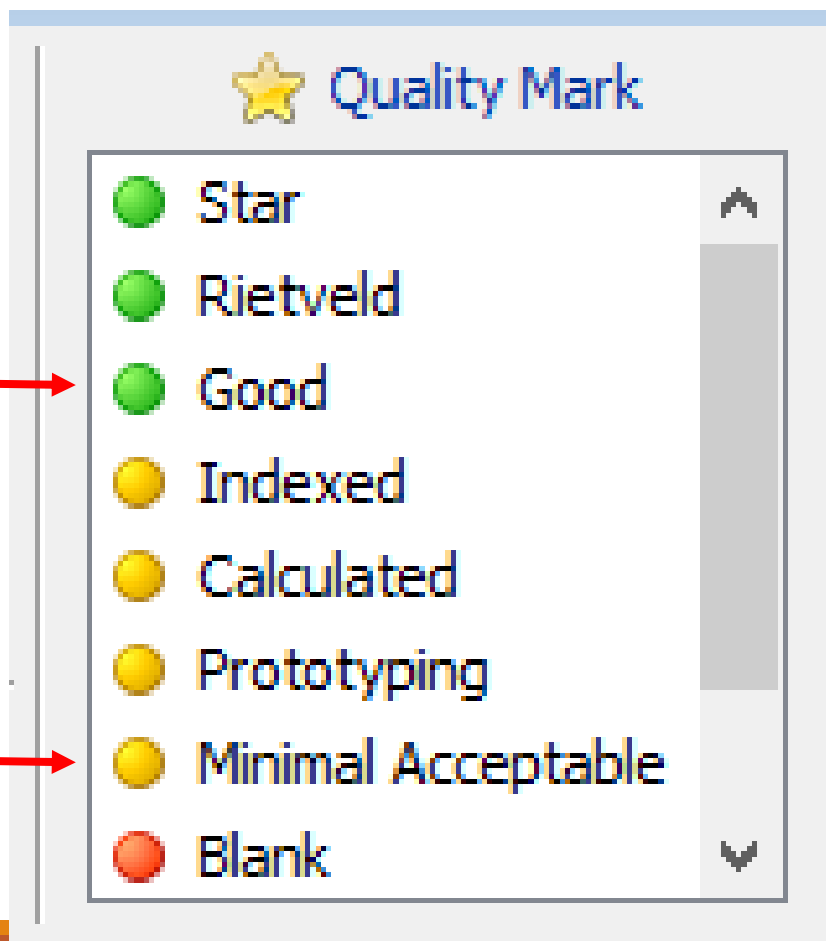 Quality Mark
Star
Rietveld
Good
Indexed
Calculated
Prototyping
Minimal Acceptable
Blank